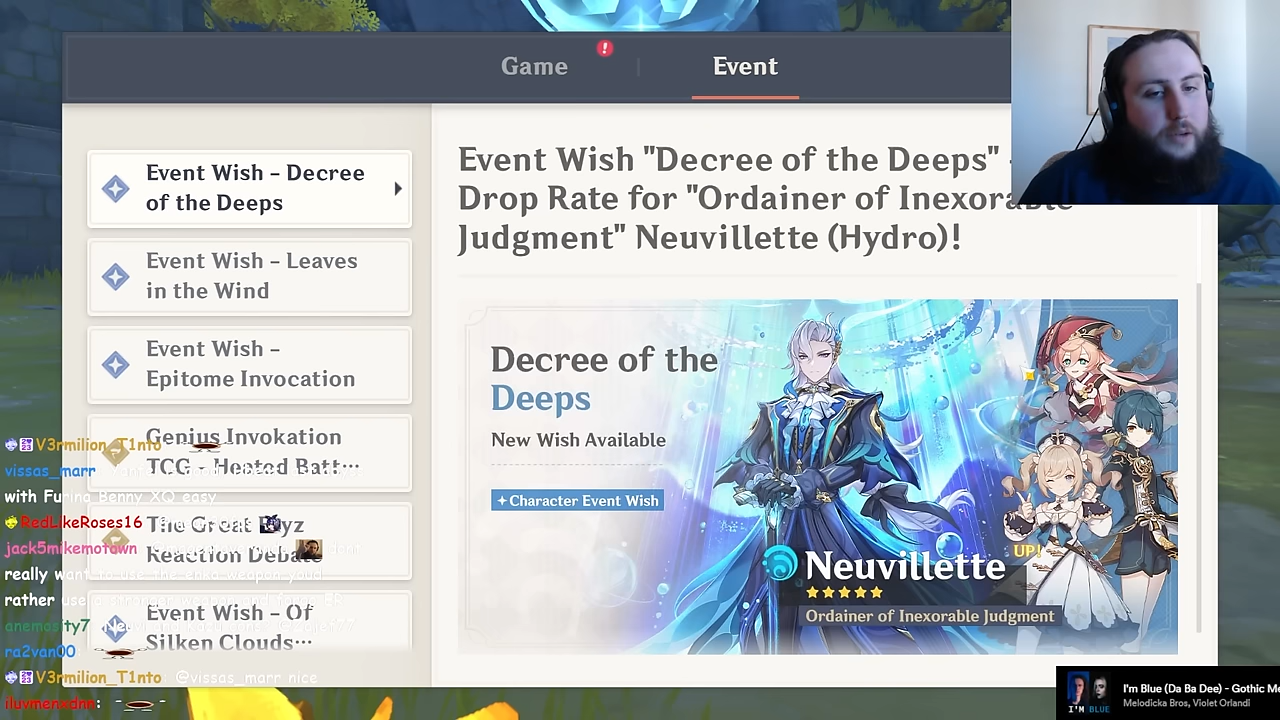 Game
!
Event
Event Wish – Decree
of the Deeps
Event Wish – Leaves
in the Wind
Event Wish –
Epitome Invocation
Genius Invokation
TCG – Heated Batt···
The Great
Reaction Debate
Event Wish – Of
Silken Clouds···
Event Wish "Decree of the Deeps" -
Drop Rate for "Ordainer of Inexorable
Judgment" Neuvillette (Hydro)!
Decree of the
Deeps
New Wish Available
Character Event Wish
UP!
Neuvillette
Ordainer of Inexorable Judgment
V3rmilion_T1nto
vissas_marr
with Furina Benny XQ easy
RedLikeRoses16
jack5mikemotown
really want to use the
rather use
anemosity7
ra2van00
V3rmilion_T1nto @vissas_marr nice
iluvmenxdnn:
I'M BLUE
I'm Blue (Da Ba Dee) - Gothic Me
Melodicka Bros, Violet Orlandi